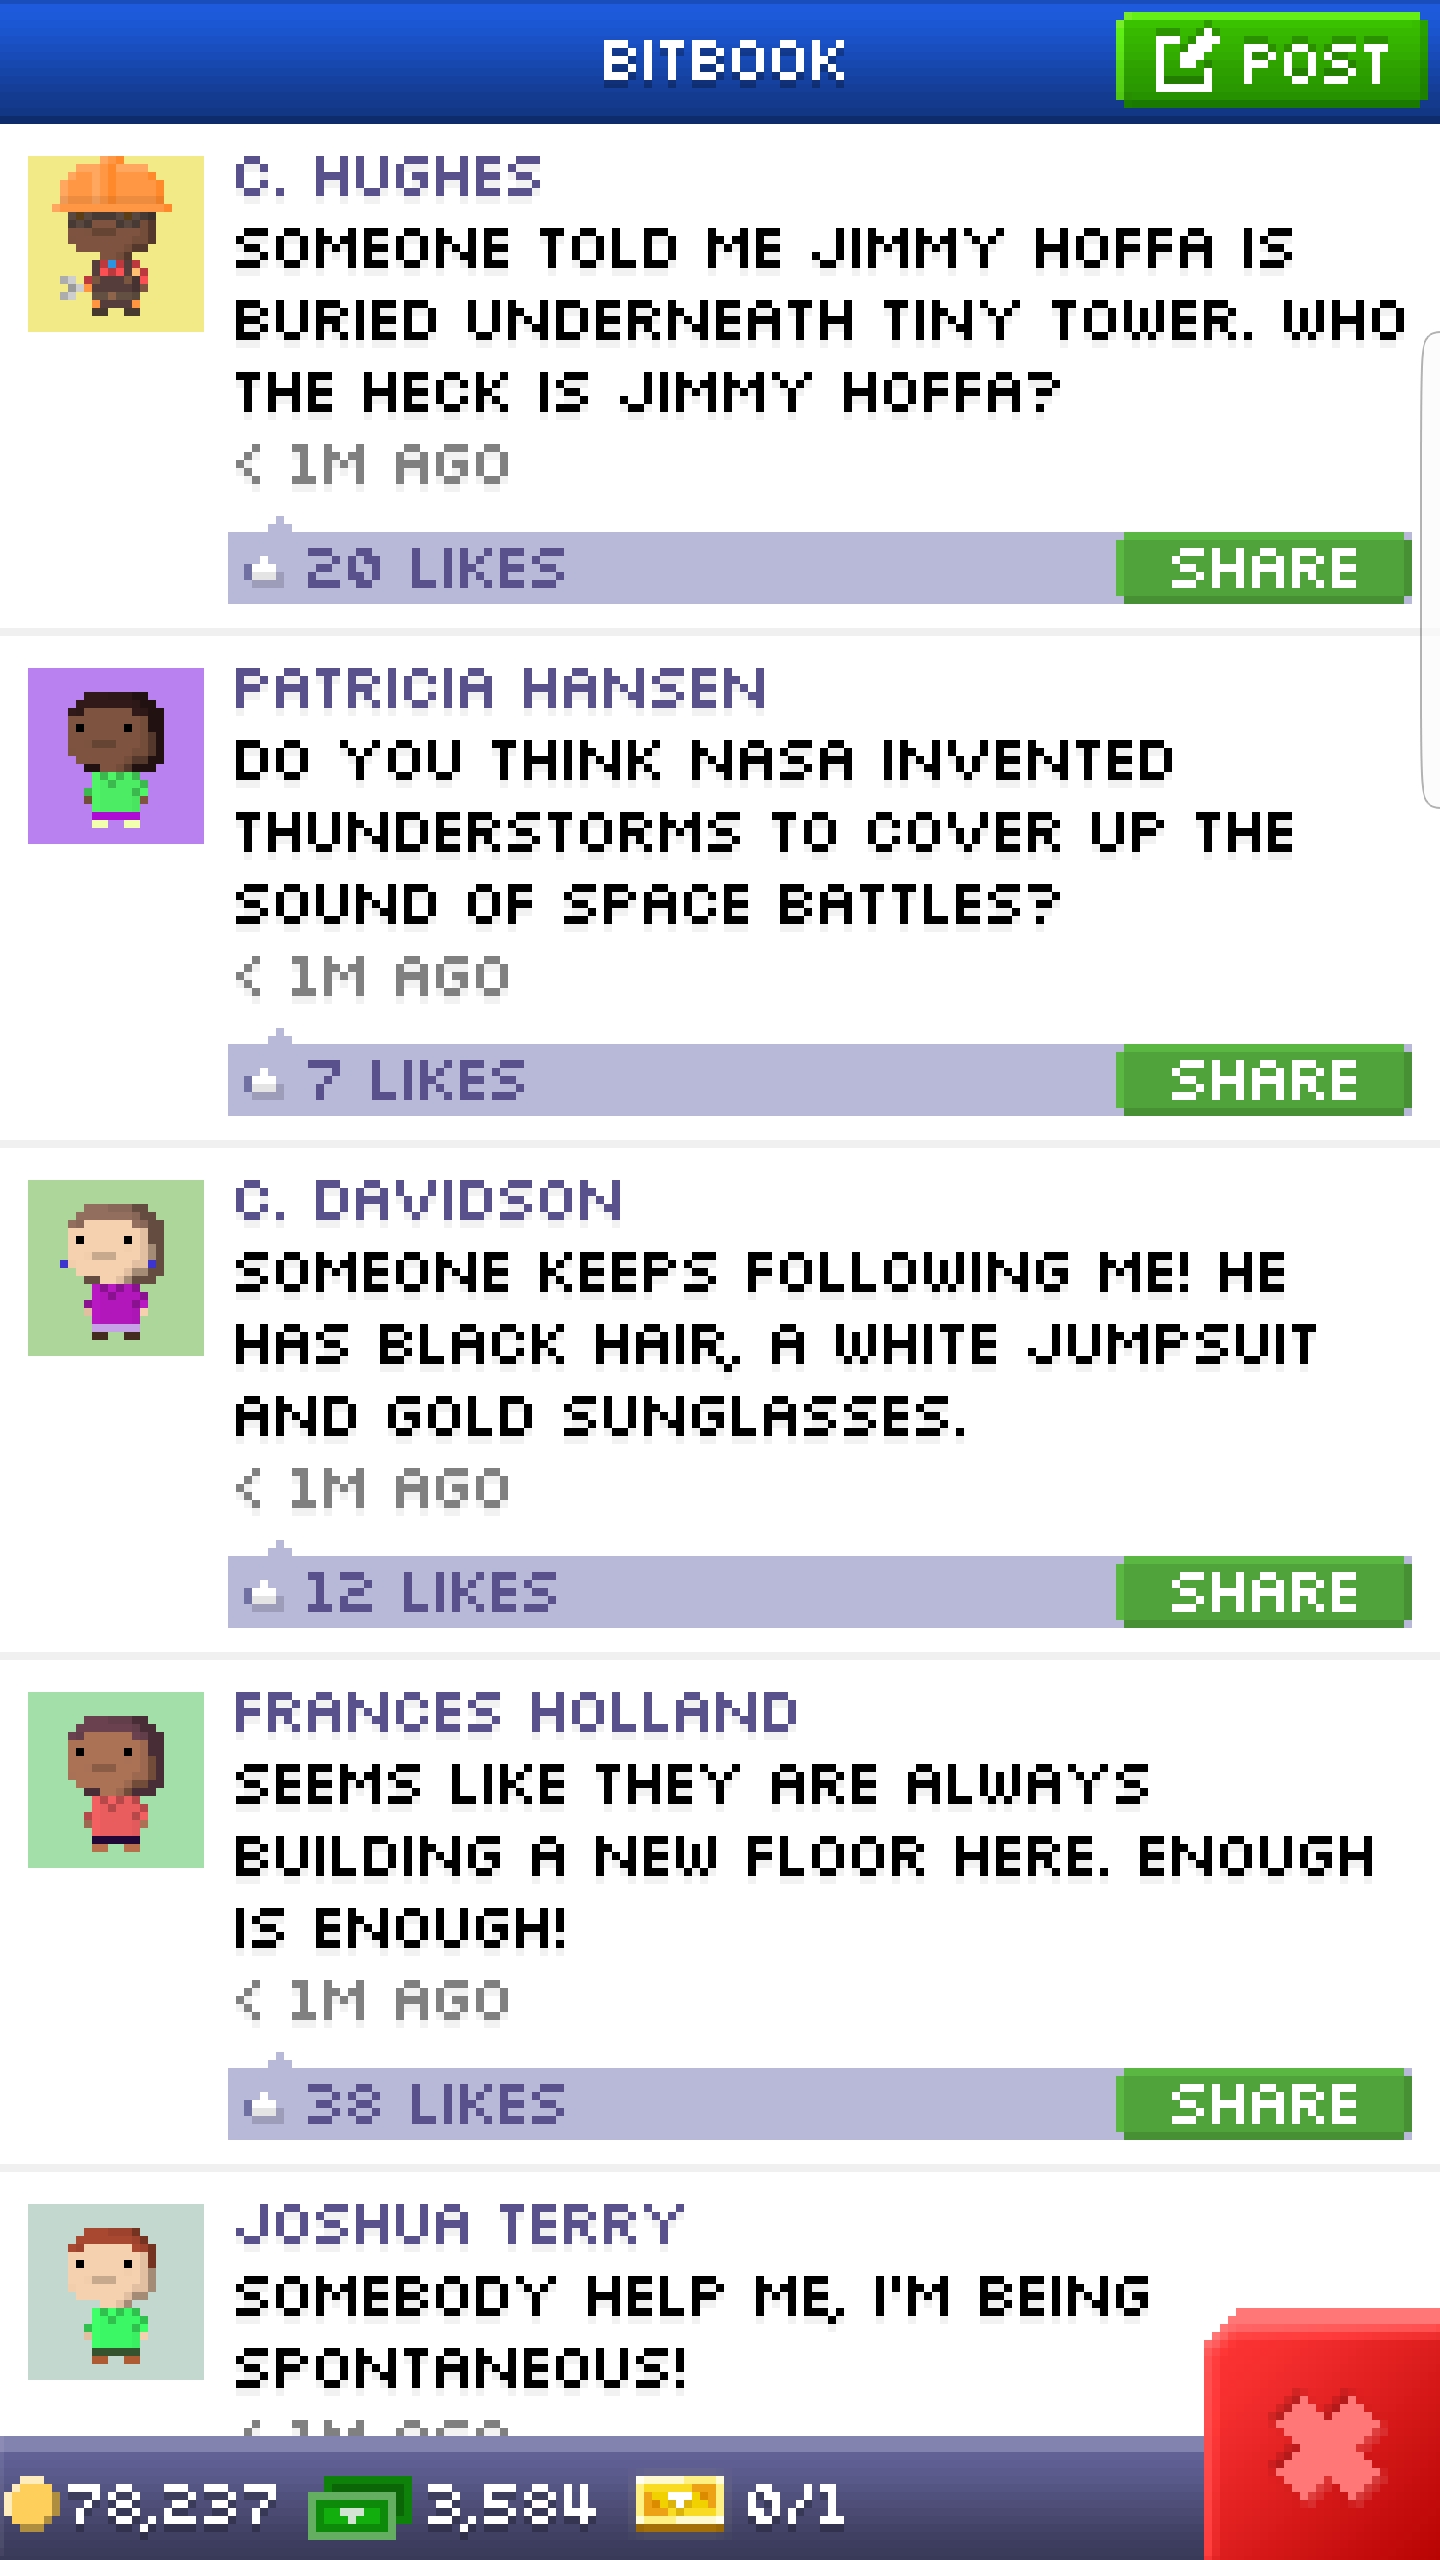 BITBOOK
POST
C. HUGHES
SOMEONE TOLD ME JIMMY HOFFA IS
BURIED UNDERNEATH TINY TOWER. WHO
THE HECK IS JIMMY HOFFA?
< 1M AGO
20 LIKES
SHARE
PATRICIA HANSEN
DO YOU THINK NASA INVENTED
THUNDERSTORMS TO COVER UP THE
SOUND OF SPACE BATTLES?
< 1M AGO
7 LIKES
SHARE
C. DAVIDSON
SOMEONE KEEPS FOLLOWING ME! HE
HAS BLACK HAIR, A WHITE JUMPSUIT
AND GOLD SUNGLASSES.
< 1M AGO
12 LIKES
SHARE
FRANCES HOLLAND
SEEMS LIKE THEY ARE ALWAYS
BUILDING A NEW FLOOR HERE. ENOUGH
IS ENOUGH!
< 1M AGO
38 LIKES
SHARE
JOSHUA TERRY
SOMEBODY HELP ME, I'M BEING
SPONTANEOUS!
< 1M AGO
78,237
3,584
0/1